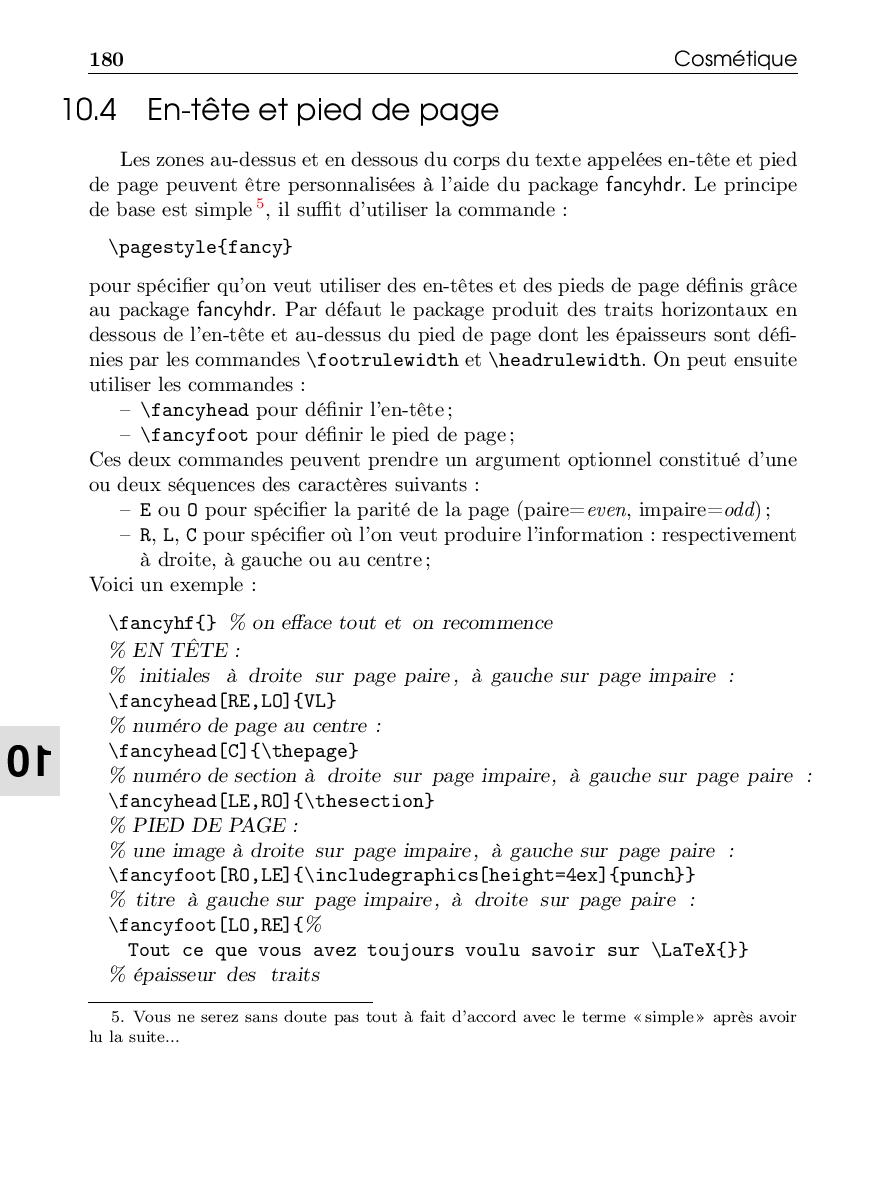 180 Cosmétique
10.4 En-tête et pied de page
Les zones au-dessus et en dessous du corps du texte appelées en-tête et pied
de page peuvent être personnalisées à l'aide du package fancyhdr. Le principe
de base est simple 5, il suffit d'utiliser la commande :
\pagestyle{fancy}
pour spécifier qu'on veut utiliser des en-têtes et des pieds de page définis grâce
au package fancyhdr. Par défaut le package produit des traits horizontaux en
dessous de l'en-tête et au-dessus du pied de page dont les épaisseurs sont défi-
nies par les commandes \footrulewidth et \headrulewidth. On peut ensuite
utiliser les commandes :
– \fancyhead pour définir l'en-tête ;
– \fancyfoot pour définir le pied de page ;
Ces deux commandes peuvent prendre un argument optionnel constitué d'une
ou deux séquences des caractères suivants :
– E ou O pour spécifier la parité de la page (paire=even, impaire=odd) ;
– R, L, C pour spécifier où l'on veut produire l'information : respectivement
à droite, à gauche ou au centre ;
Voici un exemple :
\fancyhf{} % on efface tout et on recommence
% EN TÊTE :
% initiales à droite sur page paire, à gauche sur page impaire :
\fancyhead[RE,LO]{VL}
% numéro de page au centre :
\fancyhead[C]{\thepage}
% numéro de section à droite sur page impaire, à gauche sur page paire :
\fancyhead[LE,RO]{\thesection}
% PIED DE PAGE :
% une image à droite sur page impaire, à gauche sur page paire :
\fancyfoot[RO,LE]{\includegraphics[height=4ex]{punch}}
% titre à gauche sur page impaire, à droite sur page paire :
\fancyfoot[LO,RE]{%
Tout ce que vous avez toujours voulu savoir sur \LaTeX{}}
% épaisseur des traits
5. Vous ne serez sans doute pas tout à fait d'accord avec le terme « simple » après avoir
lu la suite...
10